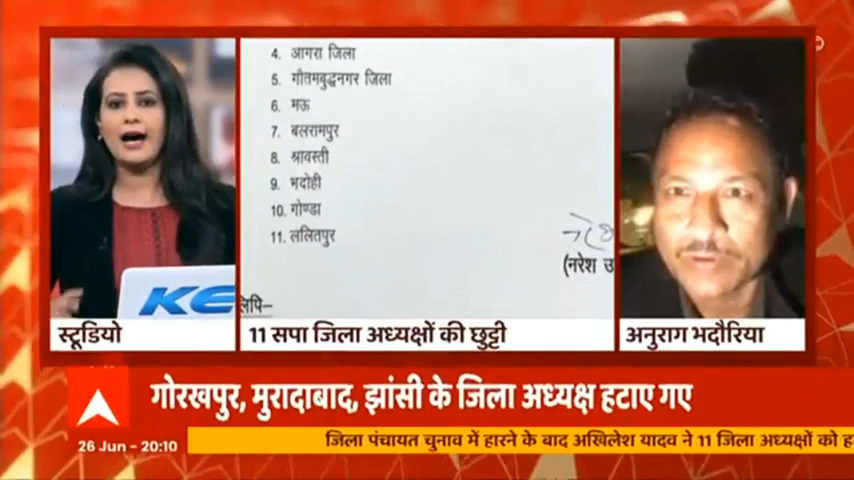 4. आगरा जिला
5. गौतमबुद्धनगर जिला
6. मऊ
7. बलरामपुर
8. श्रावस्ती
9. भदोही
10. गोण्डा
11. ललितपुर
(नरेश
लिपि–
KE
स्टूडियो
11 सपा जिला अध्यक्षों की छुट्टी
अनुराग भदौरिया
गोरखपुर, मुरादाबाद, झांसी के जिला अध्यक्ष हटाए गए
26 Jun - 20:10
जिला पंचायत चुनाव में हारने के बाद अखिलेश यादव ने 11 जिला अध्यक्षों को